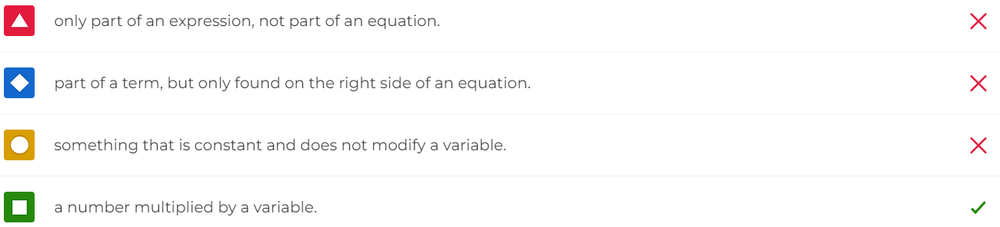 only part of an expression, not part of an equation.
part of a term, but only found on the right side of an equation.
something that is constant and does not modify a variable.
a number multiplied by a variable.